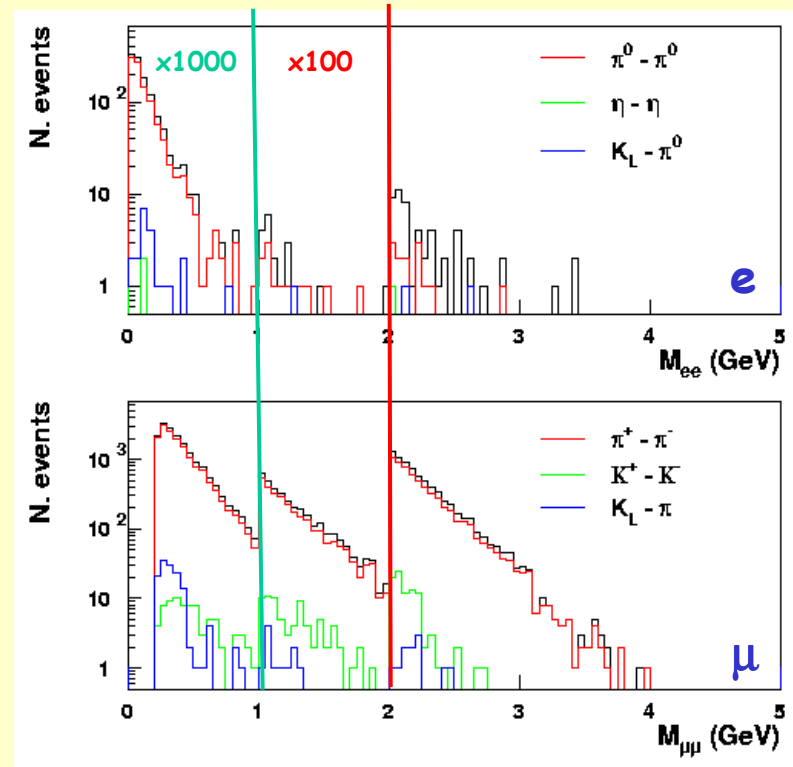 ×1000 ×100
π⁰ - π⁰
η - η
K_L - π⁰
N. events
10²
10
1
e
0 1 2 3 4 5
M_ee (GeV)
π⁺ - π⁻
K⁺ - K⁻
K_L - π
N. events
10³
10²
10
1
μ
0 1 2 3 4 5
M_μμ (GeV)